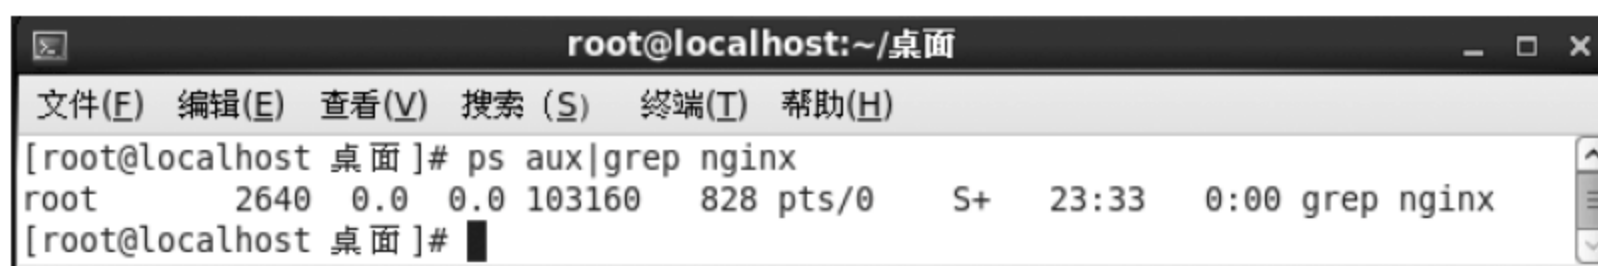 root@localhost:~/桌面
文件(F) 编辑(E) 查看(V) 搜索（S） 终端(T) 帮助(H)
[root@localhost 桌面]# ps aux|grep nginx
root 2640 0.0 0.0 103160 828 pts/0 S+ 23:33 0:00 grep nginx
[root@localhost 桌面]#